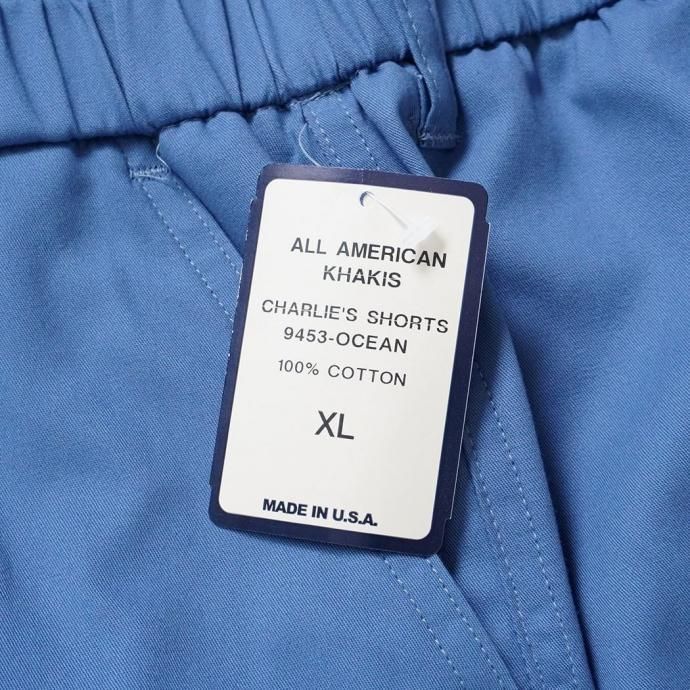 ALL AMERICAN
KHAKIS
CHARLIE'S SHORTS
9453-OCEAN
100% COTTON
XL
MADE IN U.S.A.